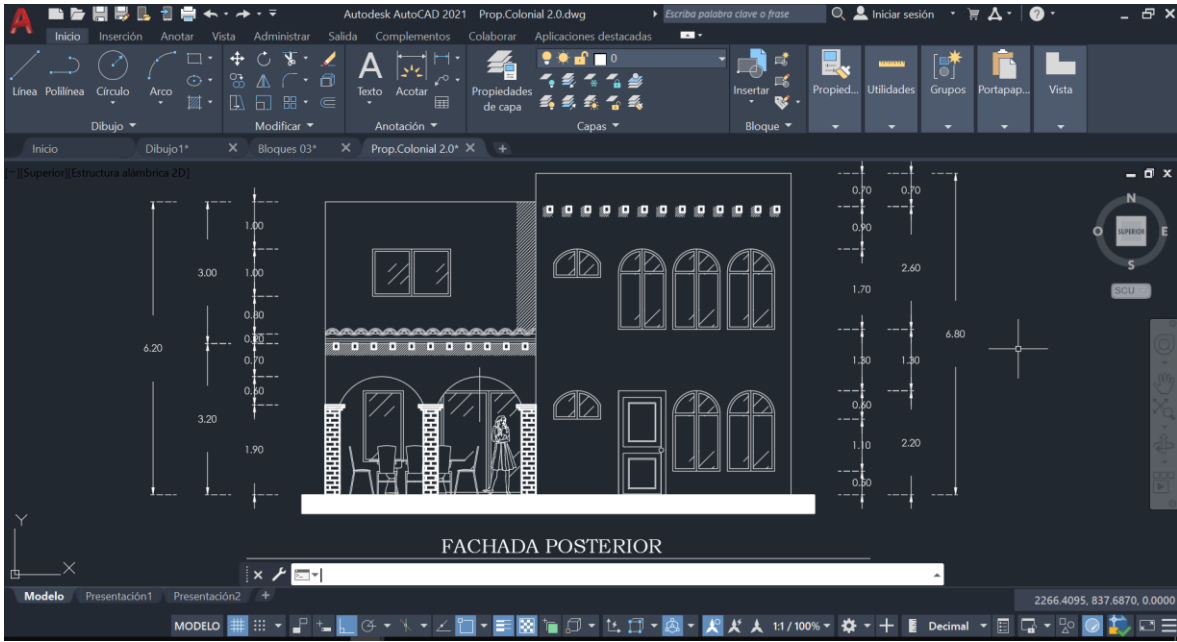 Autodesk AutoCAD 2021 Prop.Colonial 2.0.dwg
Escriba palabra clave o frase
Iniciar sesión
Inicio Inserción Anotar Vista Administrar Salida Complementos Colaborar Aplicaciones destacadas
Línea Polilínea Círculo Arco
Texto Acotar
Propiedades de capa
0
Insertar
Propied... Utilidades Grupos Portapap... Vista
Dibujo Modificar Anotación Capas Bloque
Inicio Dibujo1* Bloques 03* Prop.Colonial 2.0*
[−][Superior][Estructura alámbrica 2D]
N
O SUPERIOR E
S
SCU
6.20
3.00
3.20
1.00
1.00
0.80
0.20
0.70
0.60
1.90
0.70
0.90
1.70
1.30
0.60
1.10
0.50
0.70
2.60
1.30
2.20
6.80
FACHADA POSTERIOR
Y
X
Modelo Presentación1 Presentación2
2266.4095, 837.6870, 0.0000
MODELO 1:1 / 100% Decimal